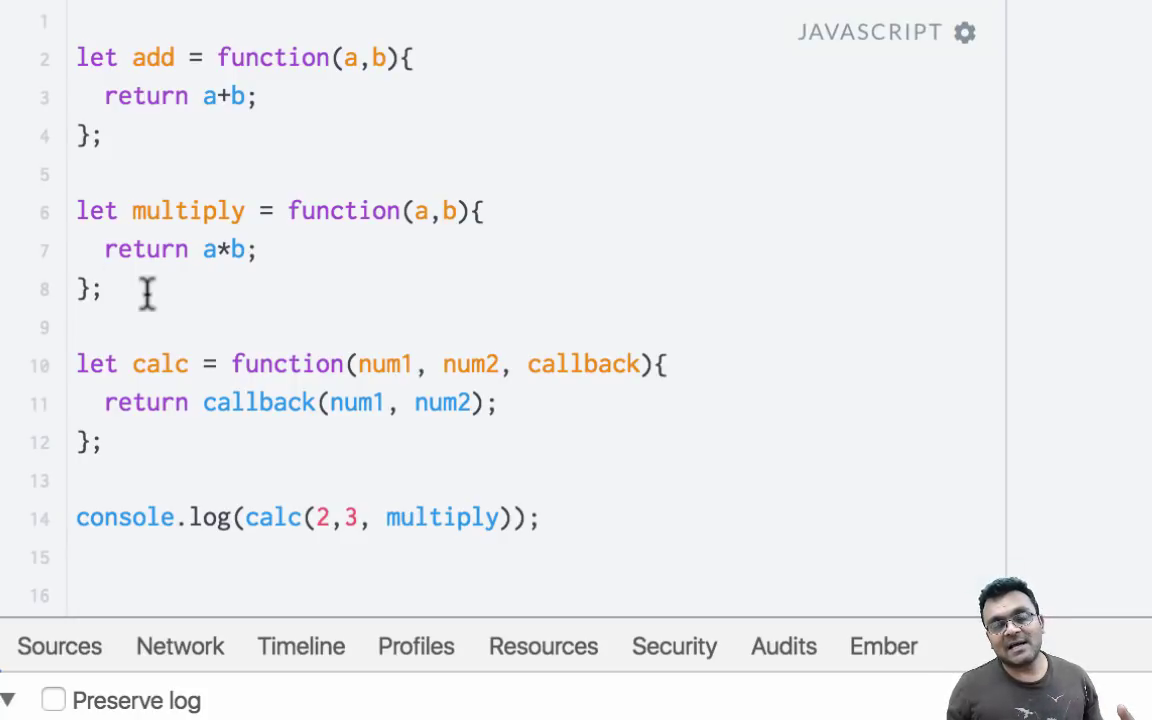 1
JAVASCRIPT
2 let add = function(a,b){
3   return a+b;
4 };
5
6 let multiply = function(a,b){
7   return a*b;
8 };
9
10 let calc = function(num1, num2, callback){
11   return callback(num1, num2);
12 };
13
14 console.log(calc(2,3, multiply));
15
16
Sources Network Timeline Profiles Resources Security Audits Ember
Preserve log